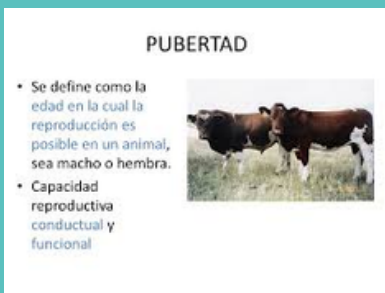 PUBERTAD
• Se define como la
edad en la cual la
reproducción es
posible en un animal,
sea macho o hembra.
• Capacidad
reproductiva
conductual y
funcional